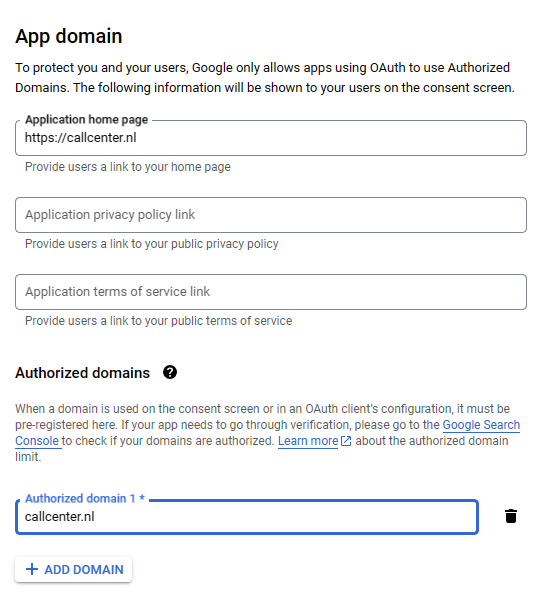 App domain
To protect you and your users, Google only allows apps using OAuth to use Authorized
Domains. The following information will be shown to your users on the consent screen.
Application home page
https://callcenter.nl
Provide users a link to your home page
Application privacy policy link
Provide users a link to your public privacy policy
Application terms of service link
Provide users a link to your public terms of service
Authorized domains ?
When a domain is used on the consent screen or in an OAuth client's configuration, it must be
pre-registered here. If your app needs to go through verification, please go to the Google Search
Console to check if your domains are authorized. Learn more about the authorized domain
limit.
Authorized domain 1 *
callcenter.nl
+ ADD DOMAIN